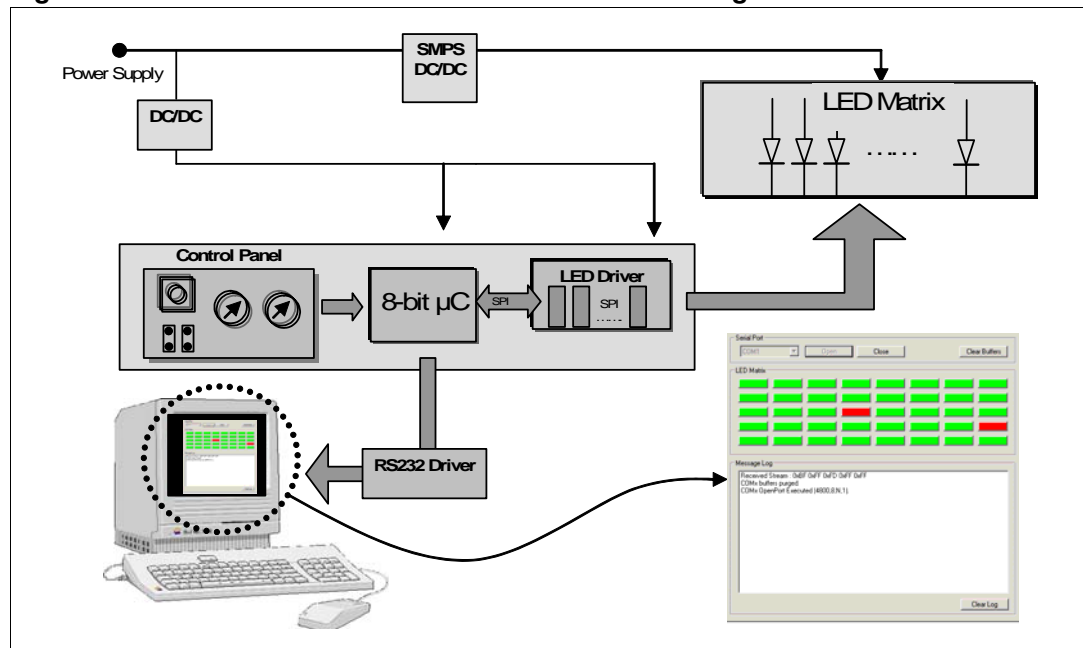 SMPS
DC/DC
Power Supply
DC/DC
LED Matrix
......
Control Panel
8-bit µC
SPI
LED Driver
SPI
......
RS232 Driver
Serial Port
COM1
Open
Close
Clear Buffers
LED Matrix
Message Log
Received Stream : 0xBF 0xFF 0xFD 0xFF 0xFF
COMx buffers purged
COMx OpenPort Executed (4800,8,N,1).
Clear Log